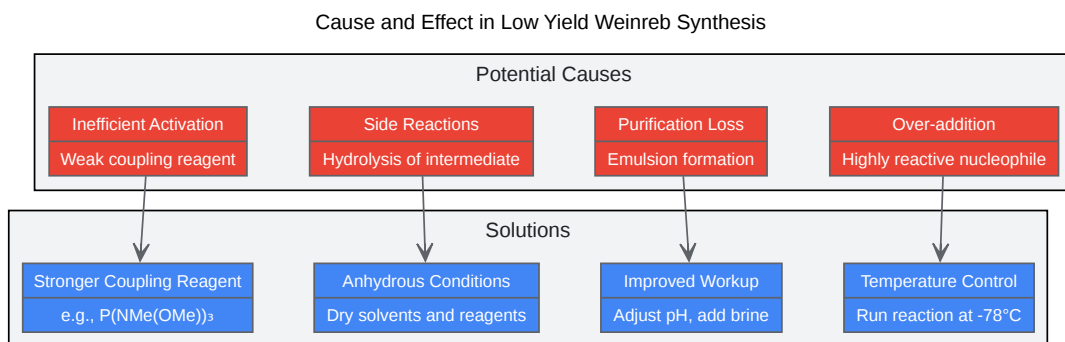 Cause and Effect in Low Yield Weinreb Synthesis
Potential Causes
Inefficient Activation
Weak coupling reagent
Side Reactions
Hydrolysis of intermediate
Purification Loss
Emulsion formation
Over-addition
Highly reactive nucleophile
Solutions
Stronger Coupling Reagent
e.g., P(NMe(OMe))₃
Anhydrous Conditions
Dry solvents and reagents
Improved Workup
Adjust pH, add brine
Temperature Control
Run reaction at -78°C